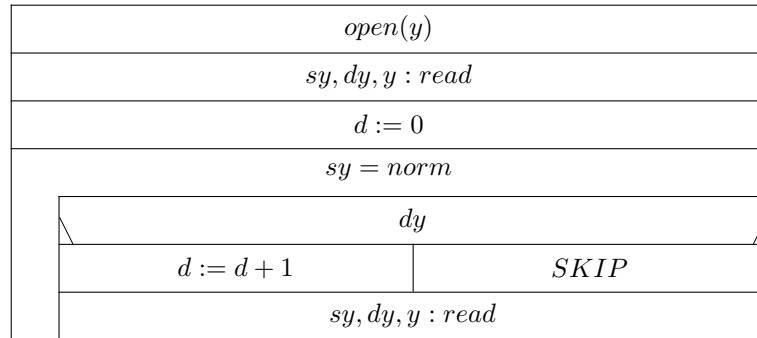 open(y)
sy, dy, y : read
d := 0
sy = norm
dy
d := d + 1
SKIP
sy, dy, y : read